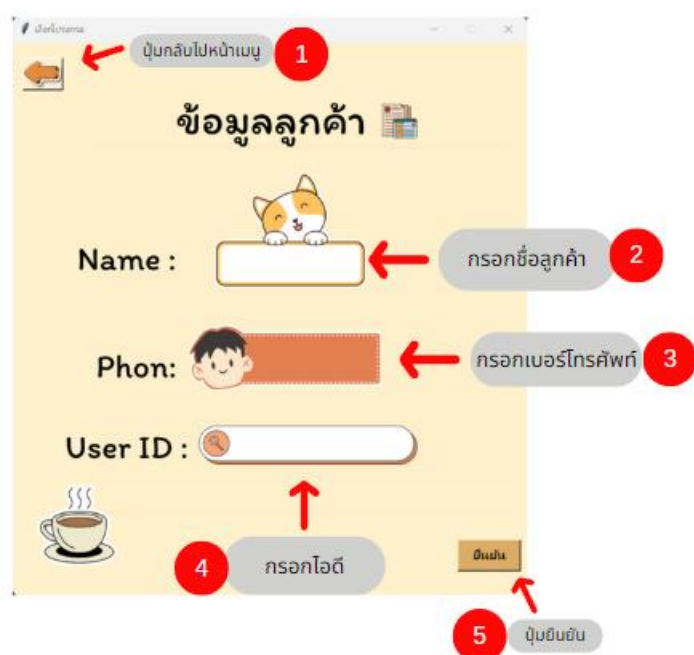 ปุ่มกลับไปหน้าเมนู 1
ข้อมูลลูกค้า
Name :
กรอกชื่อลูกค้า 2
Phon:
กรอกเบอร์โทรศัพท์ 3
User ID :
4 กรอกไอดี
ยืนยัน
5 ปุ่มยืนยัน